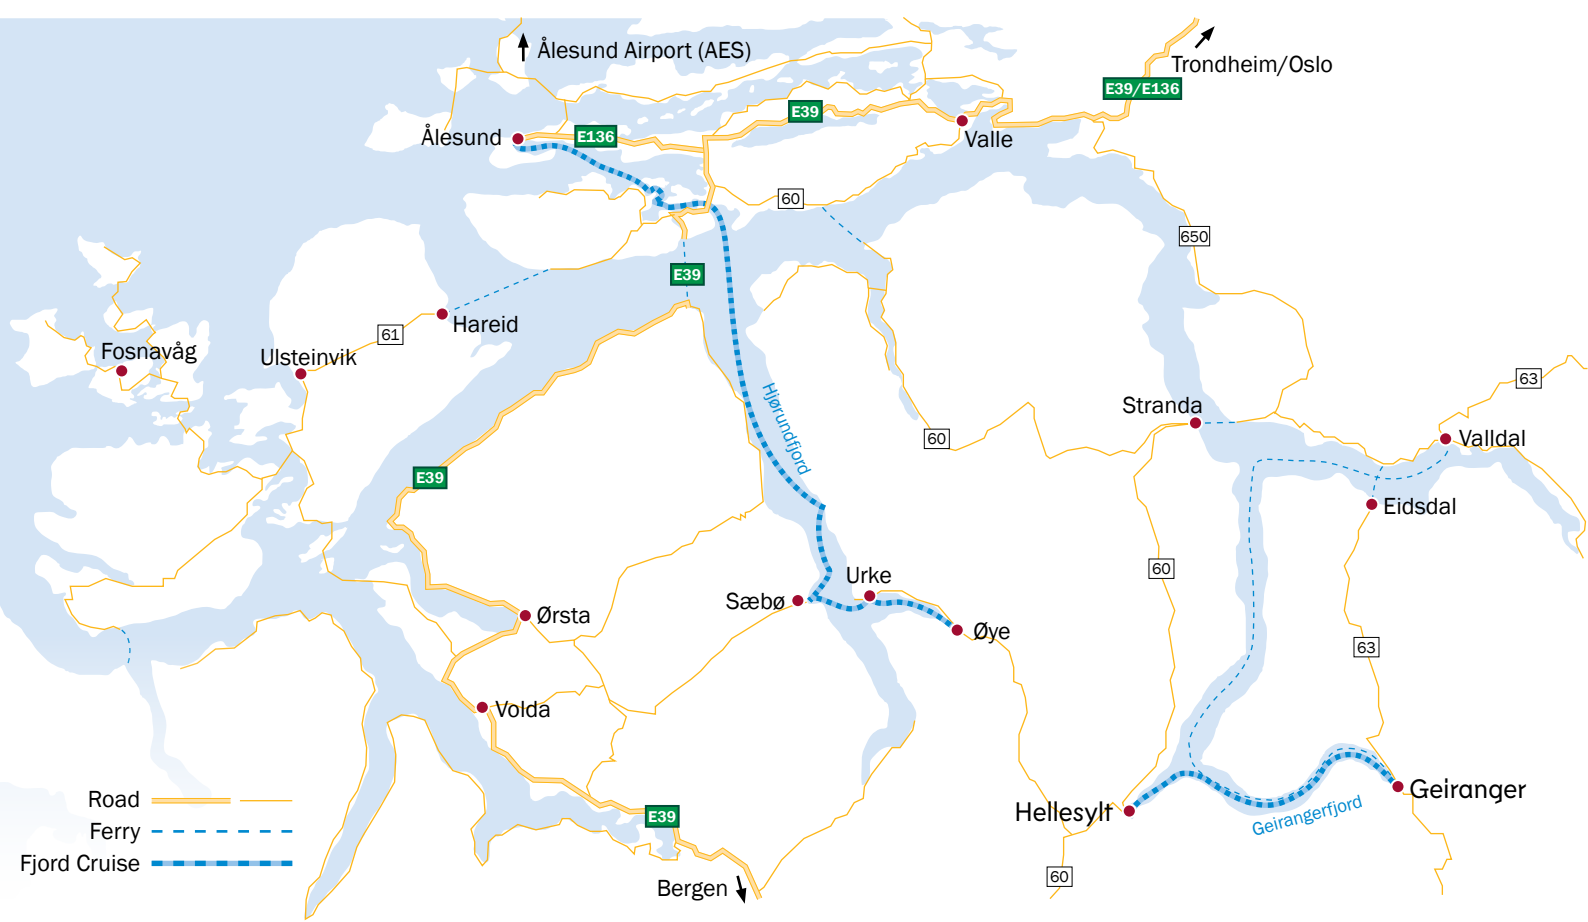 Ålesund Airport (AES)
Trondheim/Oslo
E39/E136
E39
E136
Ålesund
Valle
60
650
E39
Hareid
61
Fosnavåg
Ulsteinvik
63
Hjørundfjord
Stranda
60
Valldal
E39
Eidsdal
60
Urke
Sæbø
Ørsta
Øye
63
Volda
Road
Ferry
Fjord Cruise
E39
Hellesylt
Geirangerfjord
Geiranger
60
Bergen